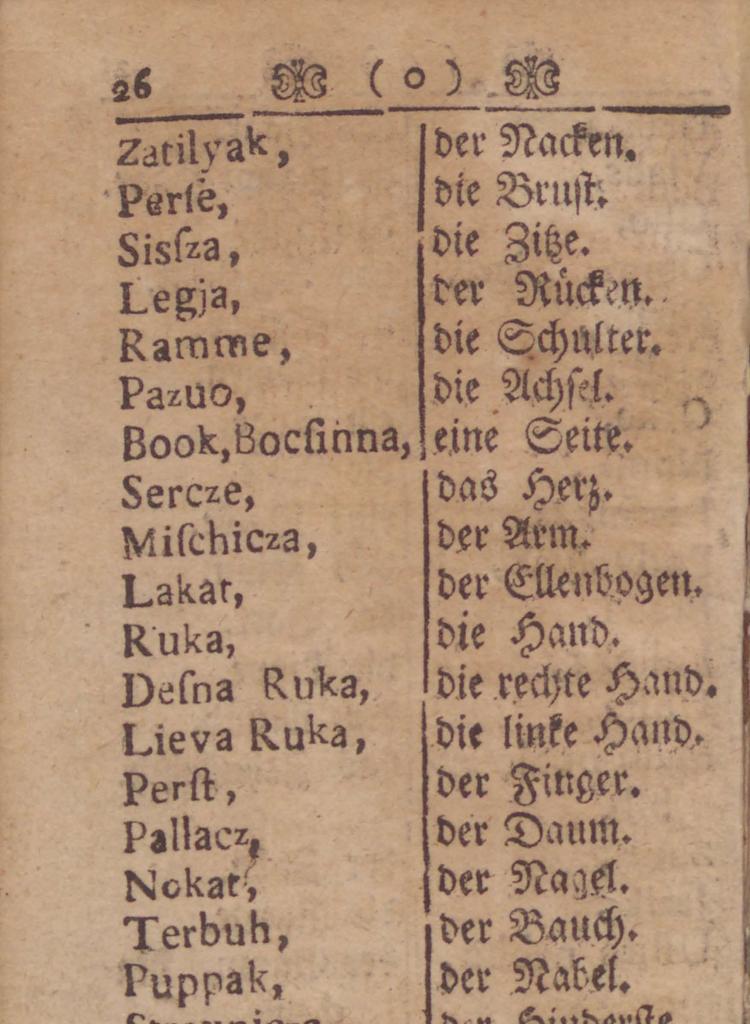 26 ( o )
Zatilyak, der Nacken.
Perſe, die Bruſt.
Sisſza, die Zitze.
Legja, der Rücken.
Ramme, die Schulter.
Pazuo, die Achſel.
Book, Bocſinna, eine Seite.
Sercze, das Herz.
Miſchicza, der Arm.
Lakat, der Ellenbogen.
Ruka, die Hand.
Deſna Ruka, die rechte Hand.
Lieva Ruka, die linke Hand.
Perſt, der Finger.
Pallacz, der Daum.
Nokat, der Nagel.
Terbuh, der Bauch.
Puppak, der Nabel.
der Hinderſte